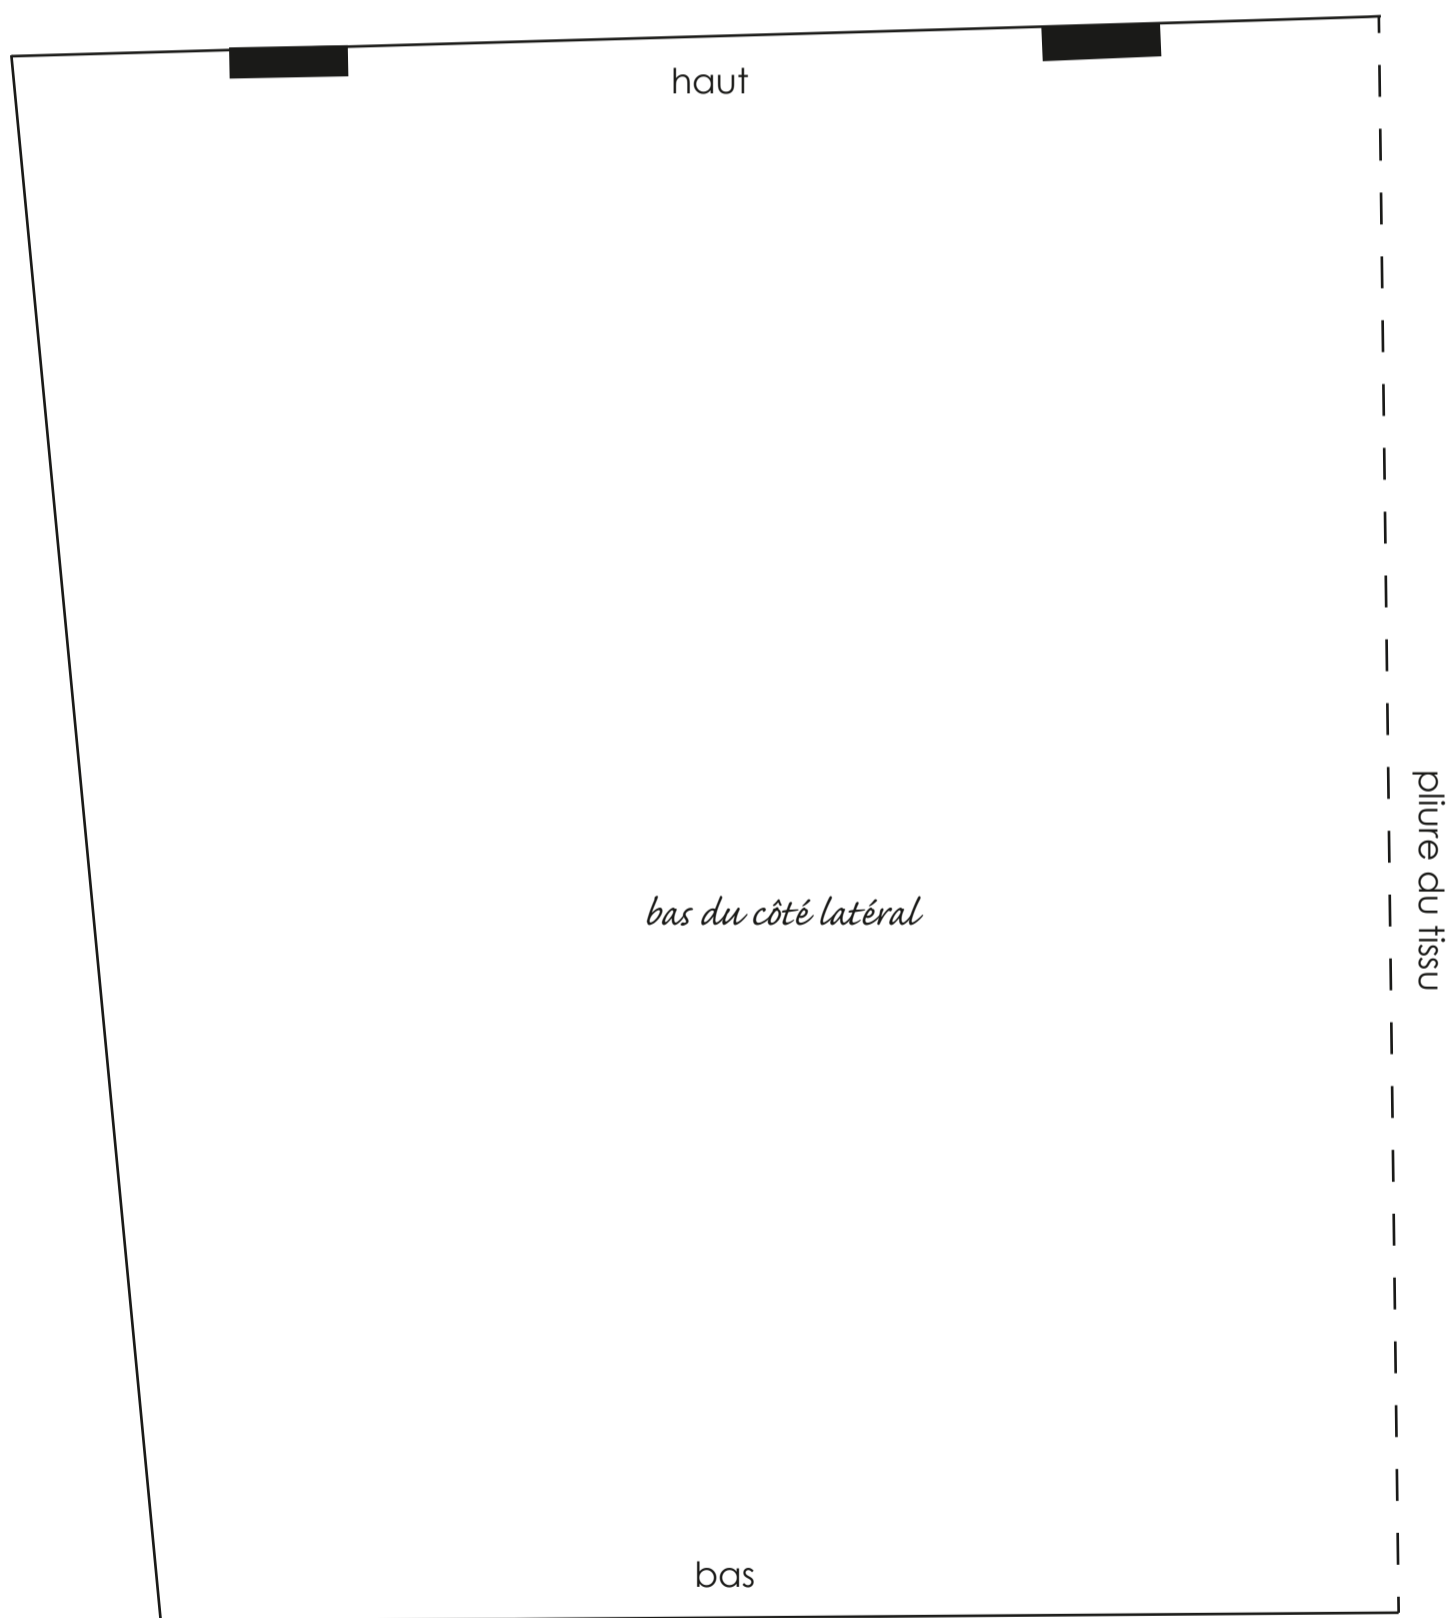 haut
pliure du tissu
bas du côté latéral
bas